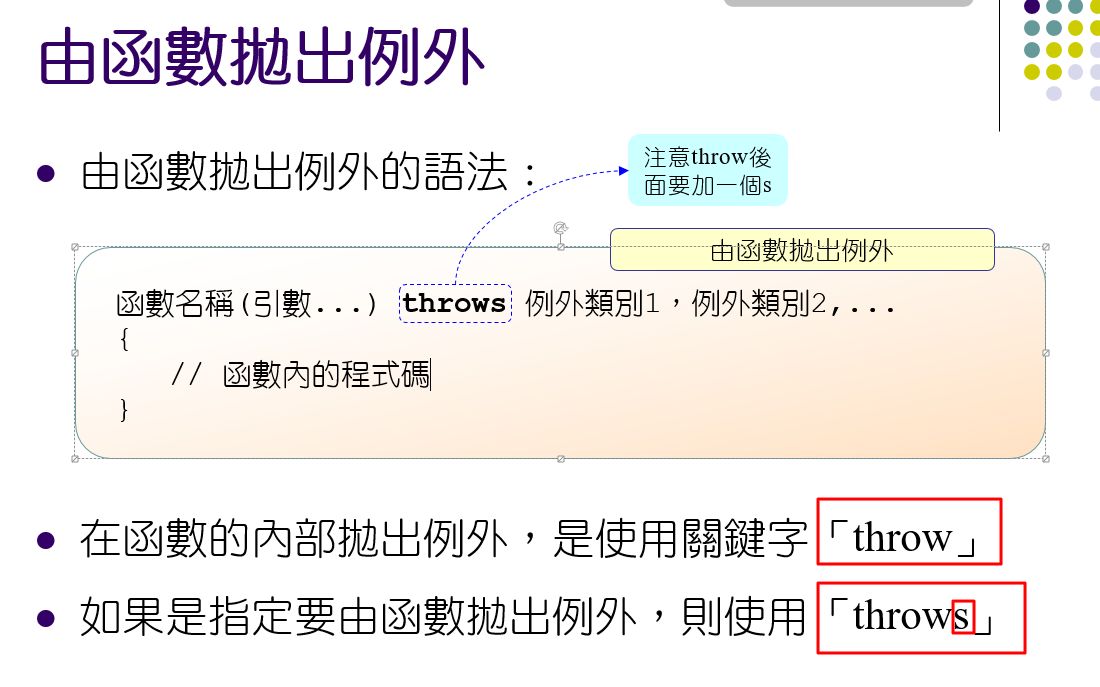 由函數拋出例外
由函數拋出例外的語法：
注意throw後
面要加一個s
由函數拋出例外
函數名稱(引數...) throws 例外類別1，例外類別2,...
{
// 函數內的程式碼
}
在函數的內部拋出例外，是使用關鍵字「throw」
如果是指定要由函數拋出例外，則使用「throws」